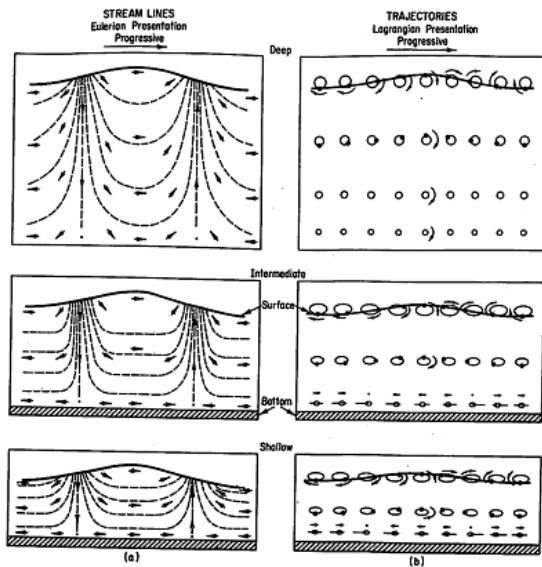 STREAM LINES
Eulerian Presentation
Progressive
TRAJECTORIES
Lagrangian Presentation
Progressive
Deep
Intermediate
Surface
Bottom
Shallow
(a)
(b)